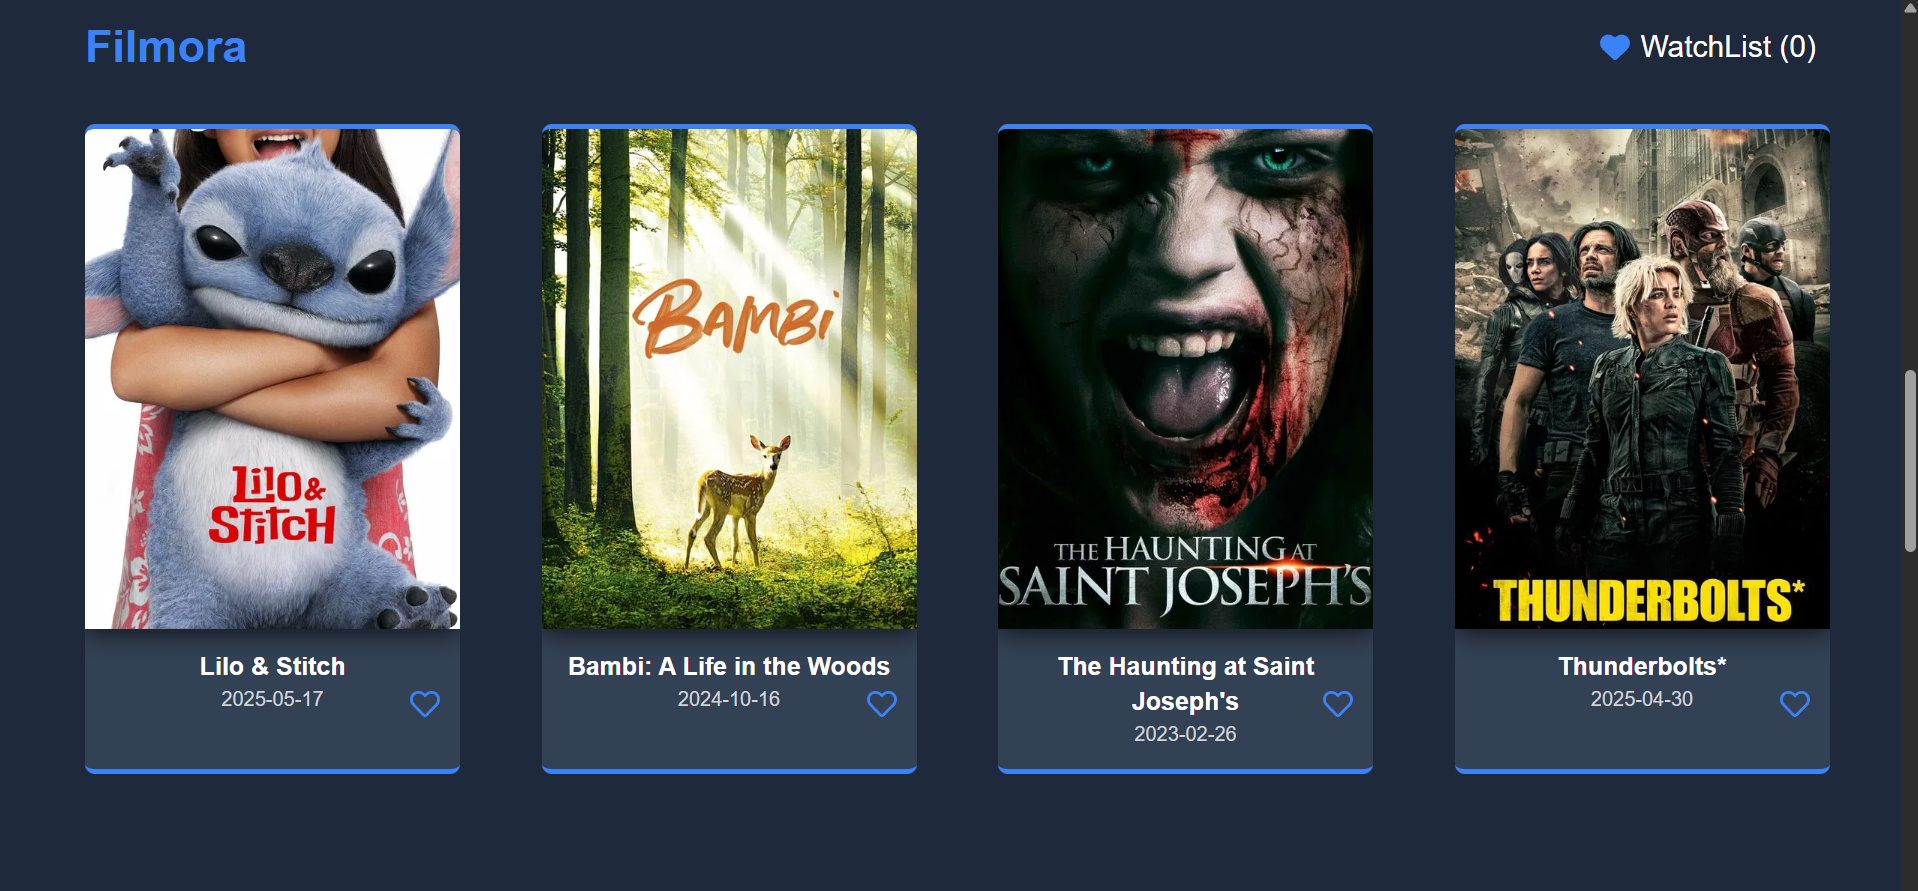 Filmora
WatchList (0)
LiLO &
STiTCH
BAMBi
THE HAUNTING AT
SAINT JOSEPH'S
THUNDERBOLTS*
Lilo & Stitch
2025-05-17
Bambi: A Life in the Woods
2024-10-16
The Haunting at Saint
Joseph's
2023-02-26
Thunderbolts*
2025-04-30